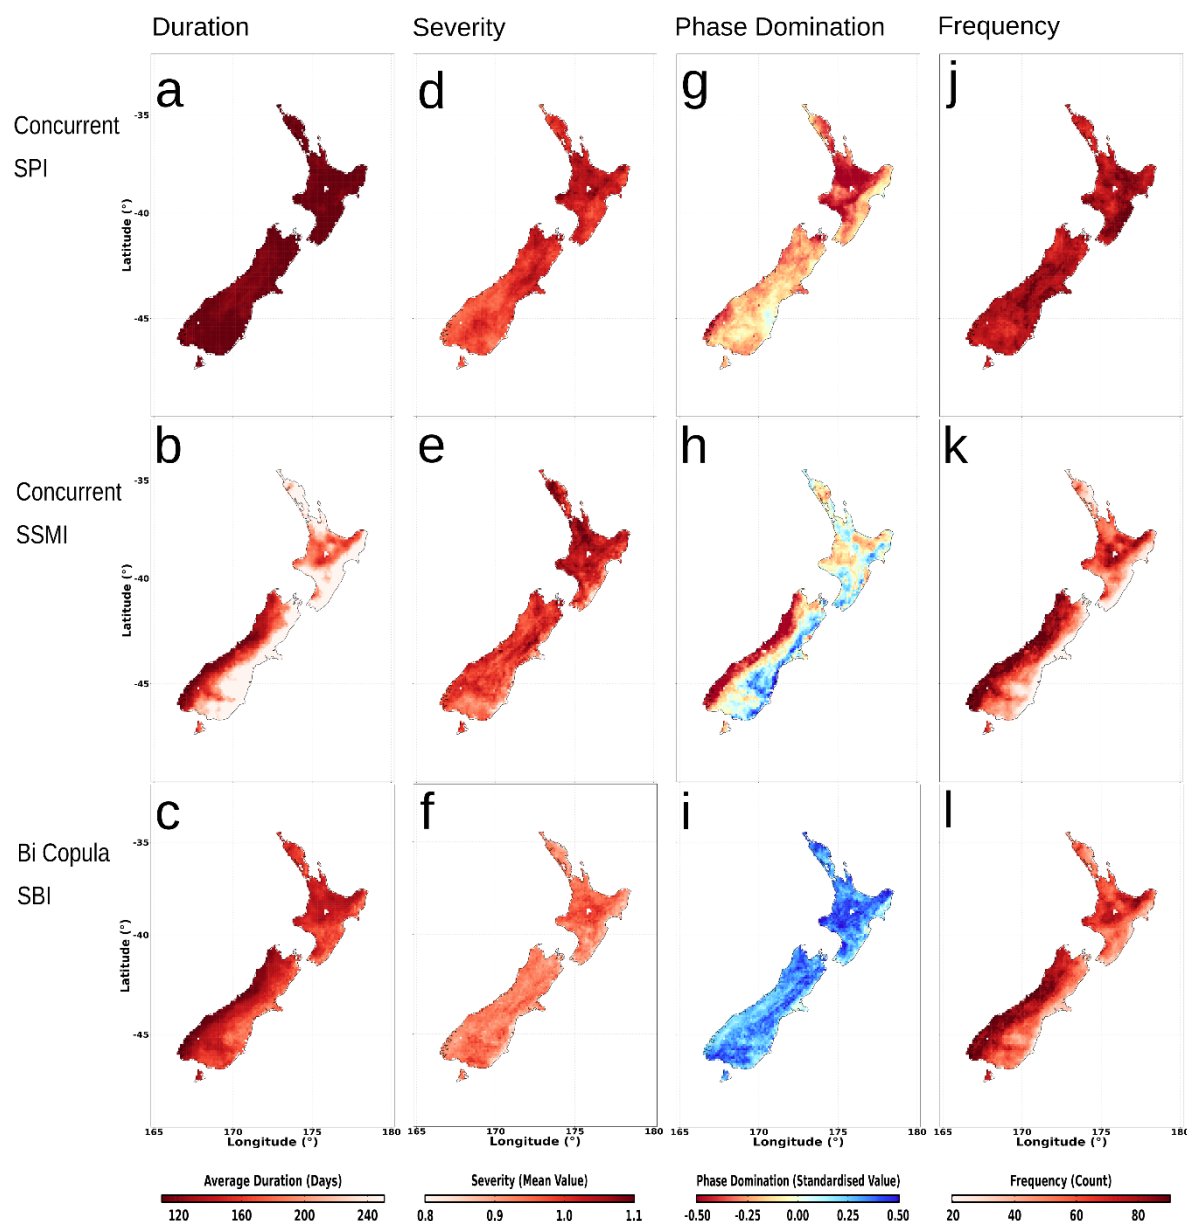 Duration Severity Phase Domination Frequency
a d g j
Concurrent
SPI
-35
-40
-45
Latitude (°)
b e h k
Concurrent
SSMI
-35
-40
-45
Latitude (°)
c f i l
Bi Copula
SBI
-35
-40
-45
Latitude (°)
165 170 175 180 165 170 175 180 165 170 175 180 165 170 175 180
Longitude (°) Longitude (°) Longitude (°) Longitude (°)
Average Duration (Days) Severity (Mean Value) Phase Domination (Standardised Value) Frequency (Count)
120 160 200 240 0.8 0.9 1.0 1.1 -0.50 -0.25 0.00 0.25 0.50 20 40 60 80